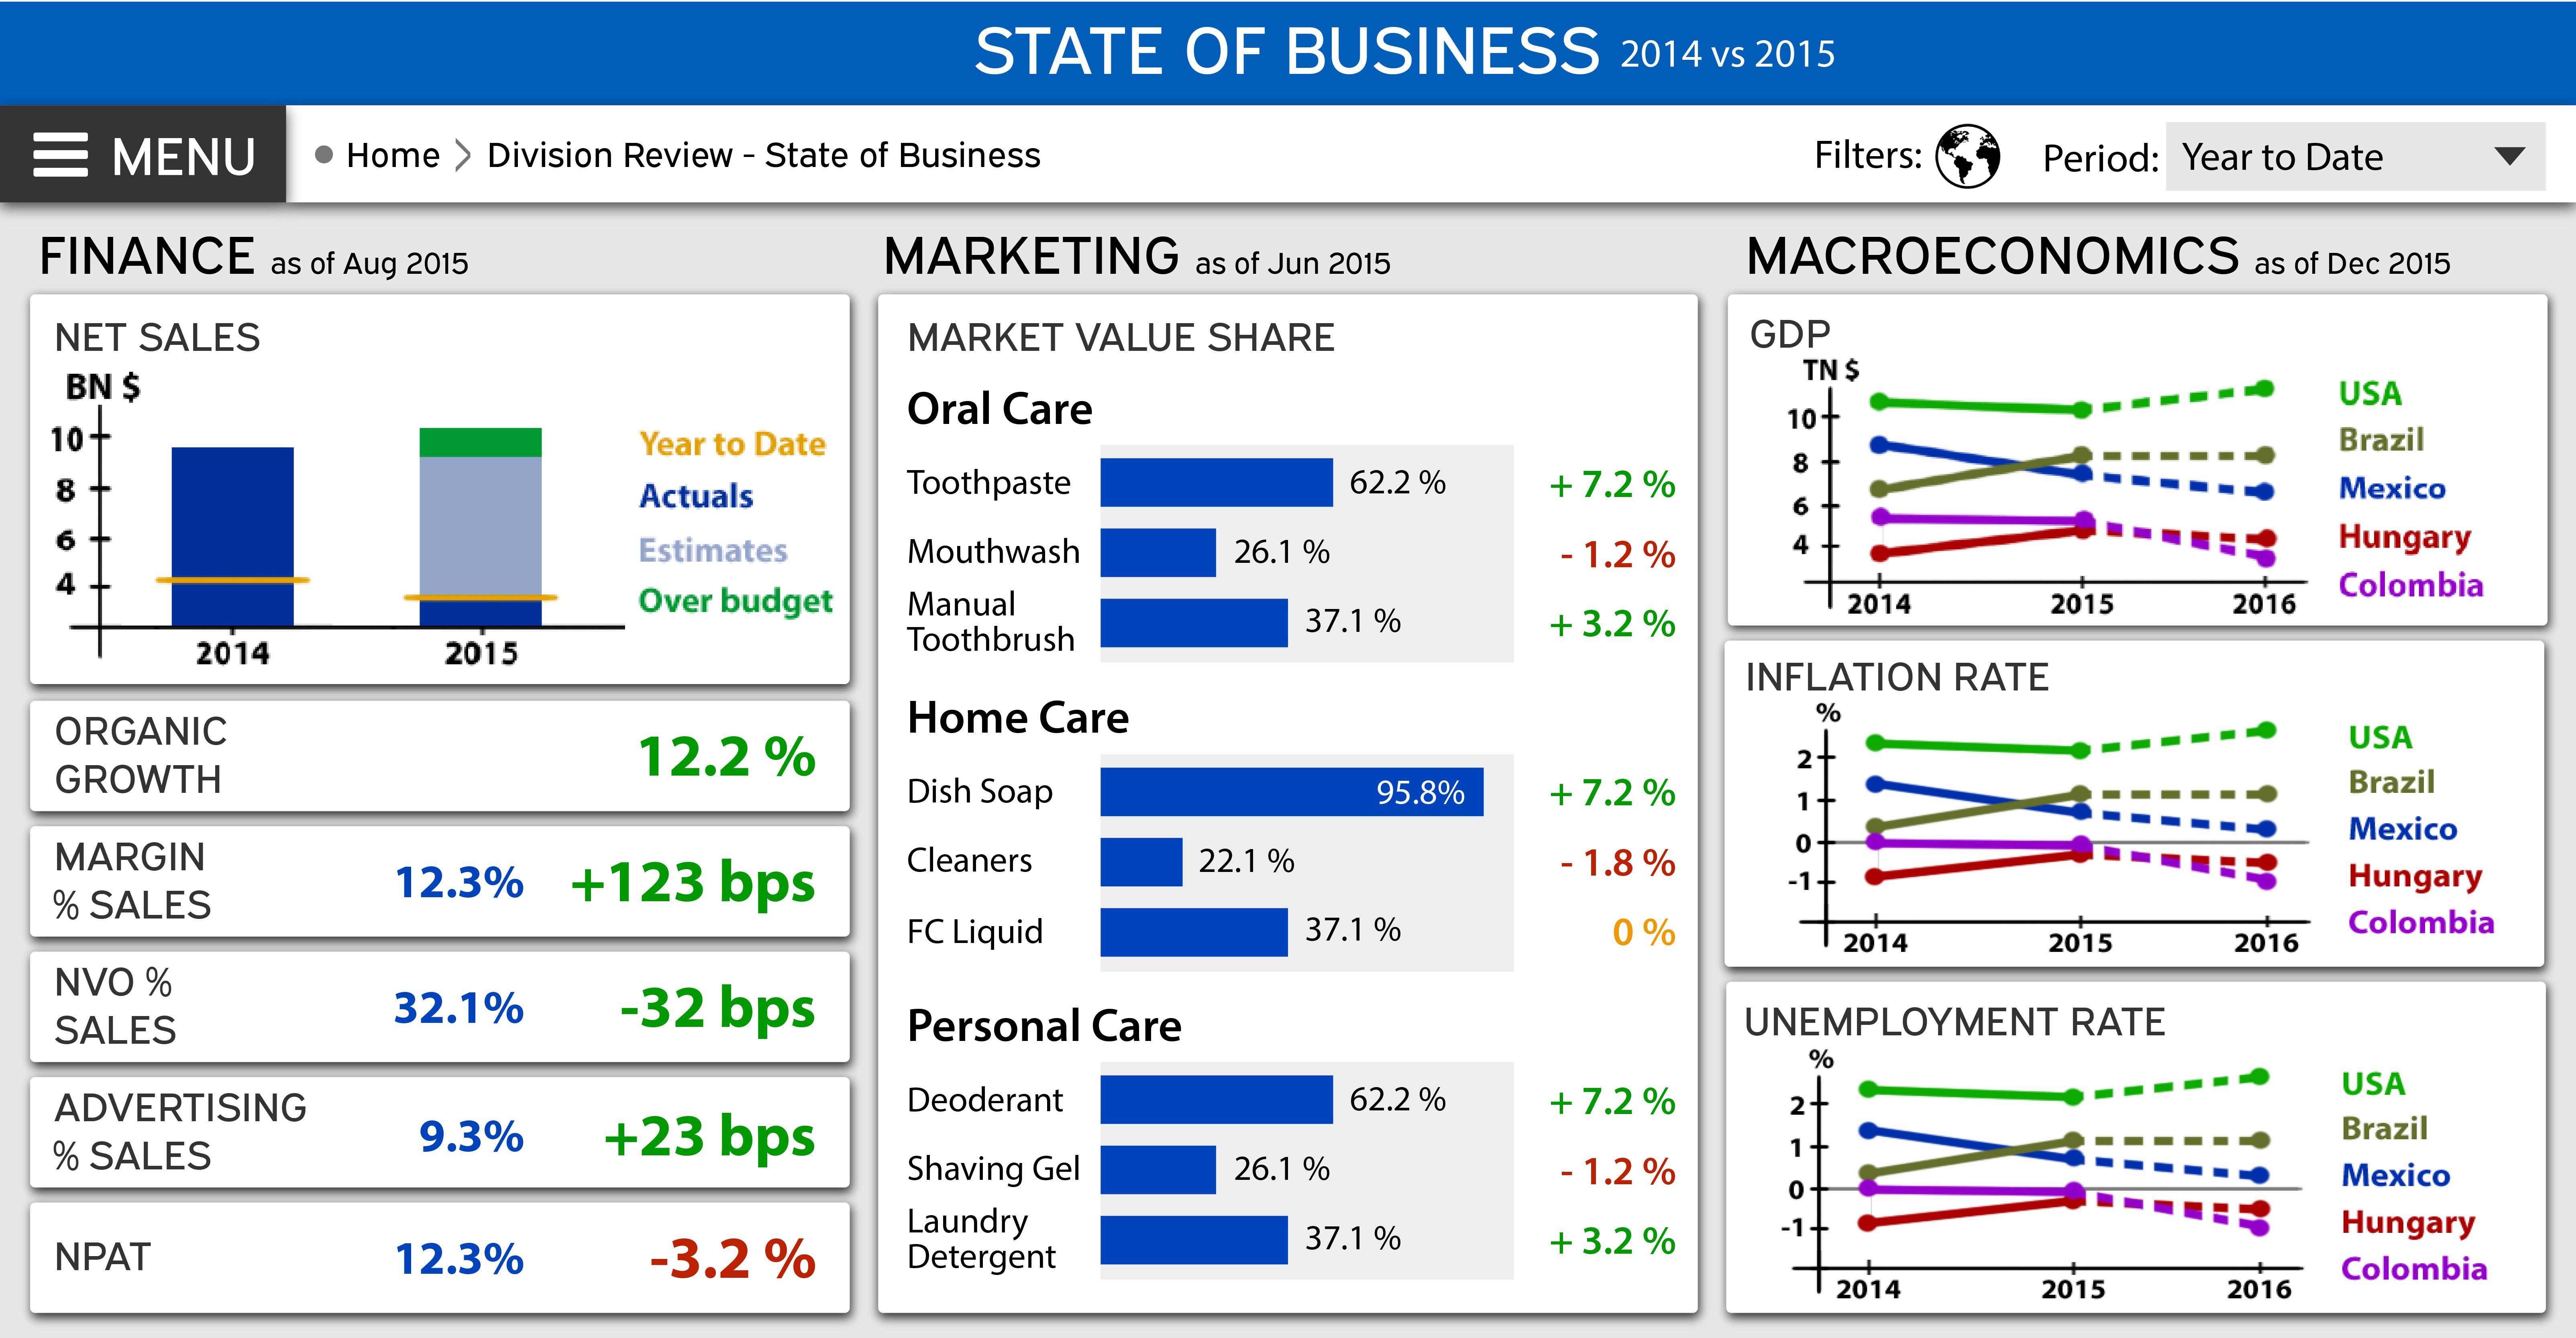 STATE OF BUSINESS 2014 vs 2015
MENU
Home
Division Review - State of Business
Filters:
Period:
Year to Date
FINANCE as of Aug 2015
NET SALES
BN $
10
8
6
4
2014
2015
Year to Date
Actuals
Estimates
Over budget
ORGANIC
GROWTH
12.2 %
MARGIN
% SALES
12.3%
+123 bps
NVO %
SALES
32.1%
-32 bps
ADVERTISING
% SALES
9.3%
+23 bps
NPAT
12.3%
-3.2 %
MARKETING as of Jun 2015
MARKET VALUE SHARE
Oral Care
Toothpaste
62.2 %
+ 7.2 %
Mouthwash
26.1 %
- 1.2 %
Manual
Toothbrush
37.1 %
+ 3.2 %
Home Care
Dish Soap
95.8%
+ 7.2 %
Cleaners
22.1 %
- 1.8 %
FC Liquid
37.1 %
0 %
Personal Care
Deoderant
62.2 %
+ 7.2 %
Shaving Gel
26.1 %
- 1.2 %
Laundry
Detergent
37.1 %
+ 3.2 %
MACROECONOMICS as of Dec 2015
GDP
TN $
10
8
6
4
2014
2015
2016
USA
Brazil
Mexico
Hungary
Colombia
INFLATION RATE
%
2
1
0
-1
2014
2015
2016
USA
Brazil
Mexico
Hungary
Colombia
UNEMPLOYMENT RATE
%
2
1
0
-1
2014
2015
2016
USA
Brazil
Mexico
Hungary
Colombia